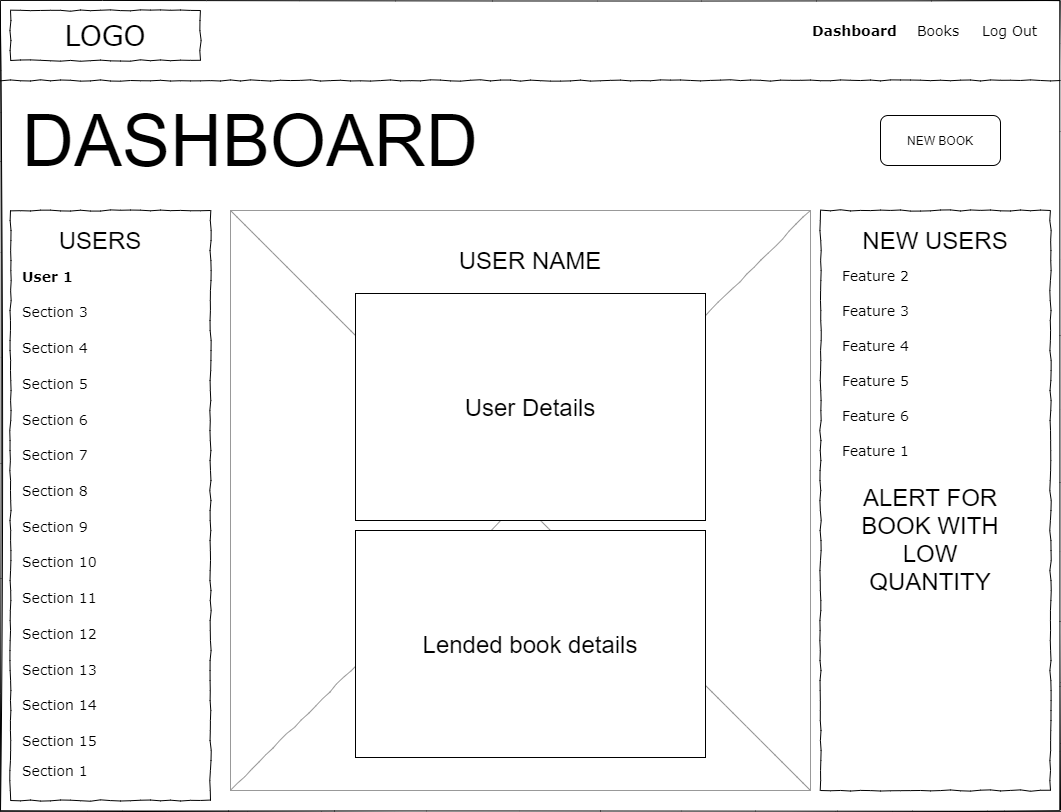 LOGO
Dashboard
Books
Log Out
DASHBOARD
NEW BOOK
USERS
User 1
Section 3
Section 4
Section 5
Section 6
Section 7
Section 8
Section 9
Section 10
Section 11
Section 12
Section 13
Section 14
Section 15
Section 1
USER NAME
User Details
Lended book details
NEW USERS
Feature 2
Feature 3
Feature 4
Feature 5
Feature 6
Feature 1
ALERT FOR
BOOK WITH
LOW
QUANTITY